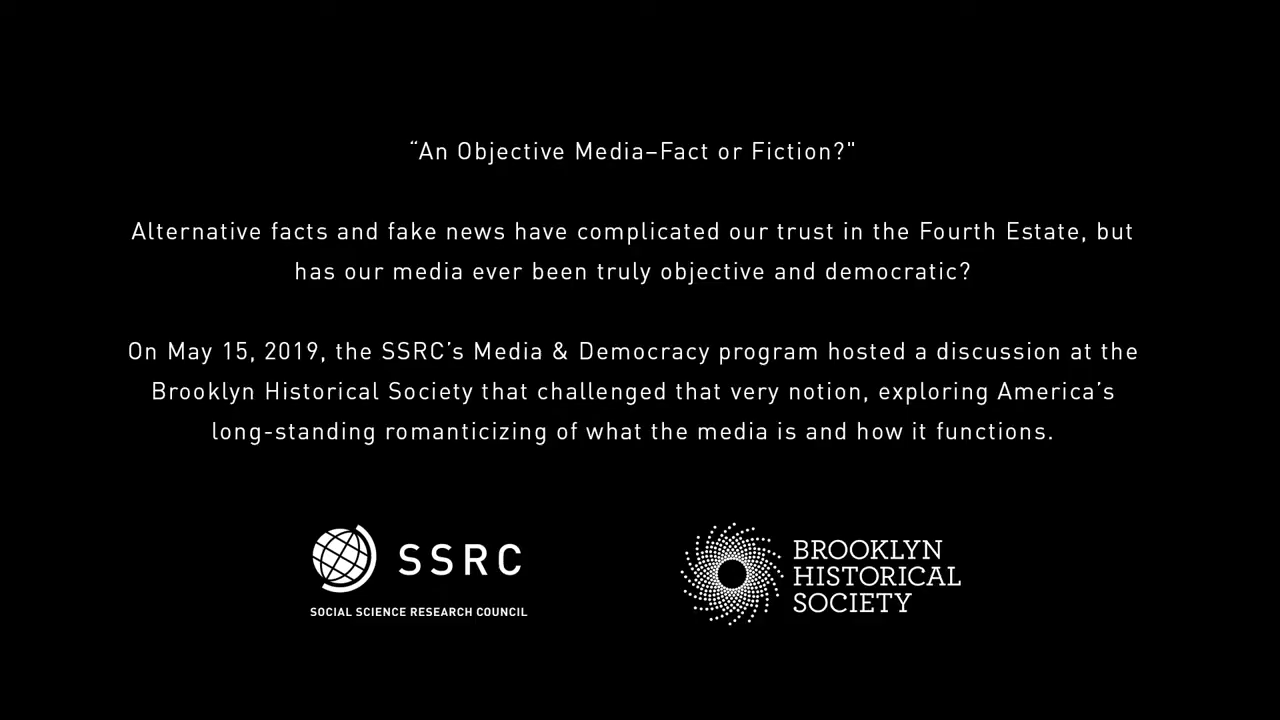 “An Objective Media–Fact or Fiction?"
Alternative facts and fake news have complicated our trust in the Fourth Estate, but
has our media ever been truly objective and democratic?
On May 15, 2019, the SSRC’s Media & Democracy program hosted a discussion at the
Brooklyn Historical Society that challenged that very notion, exploring America’s
long-standing romanticizing of what the media is and how it functions.
SSRC
SOCIAL SCIENCE RESEARCH COUNCIL
BROOKLYN
HISTORICAL
SOCIETY